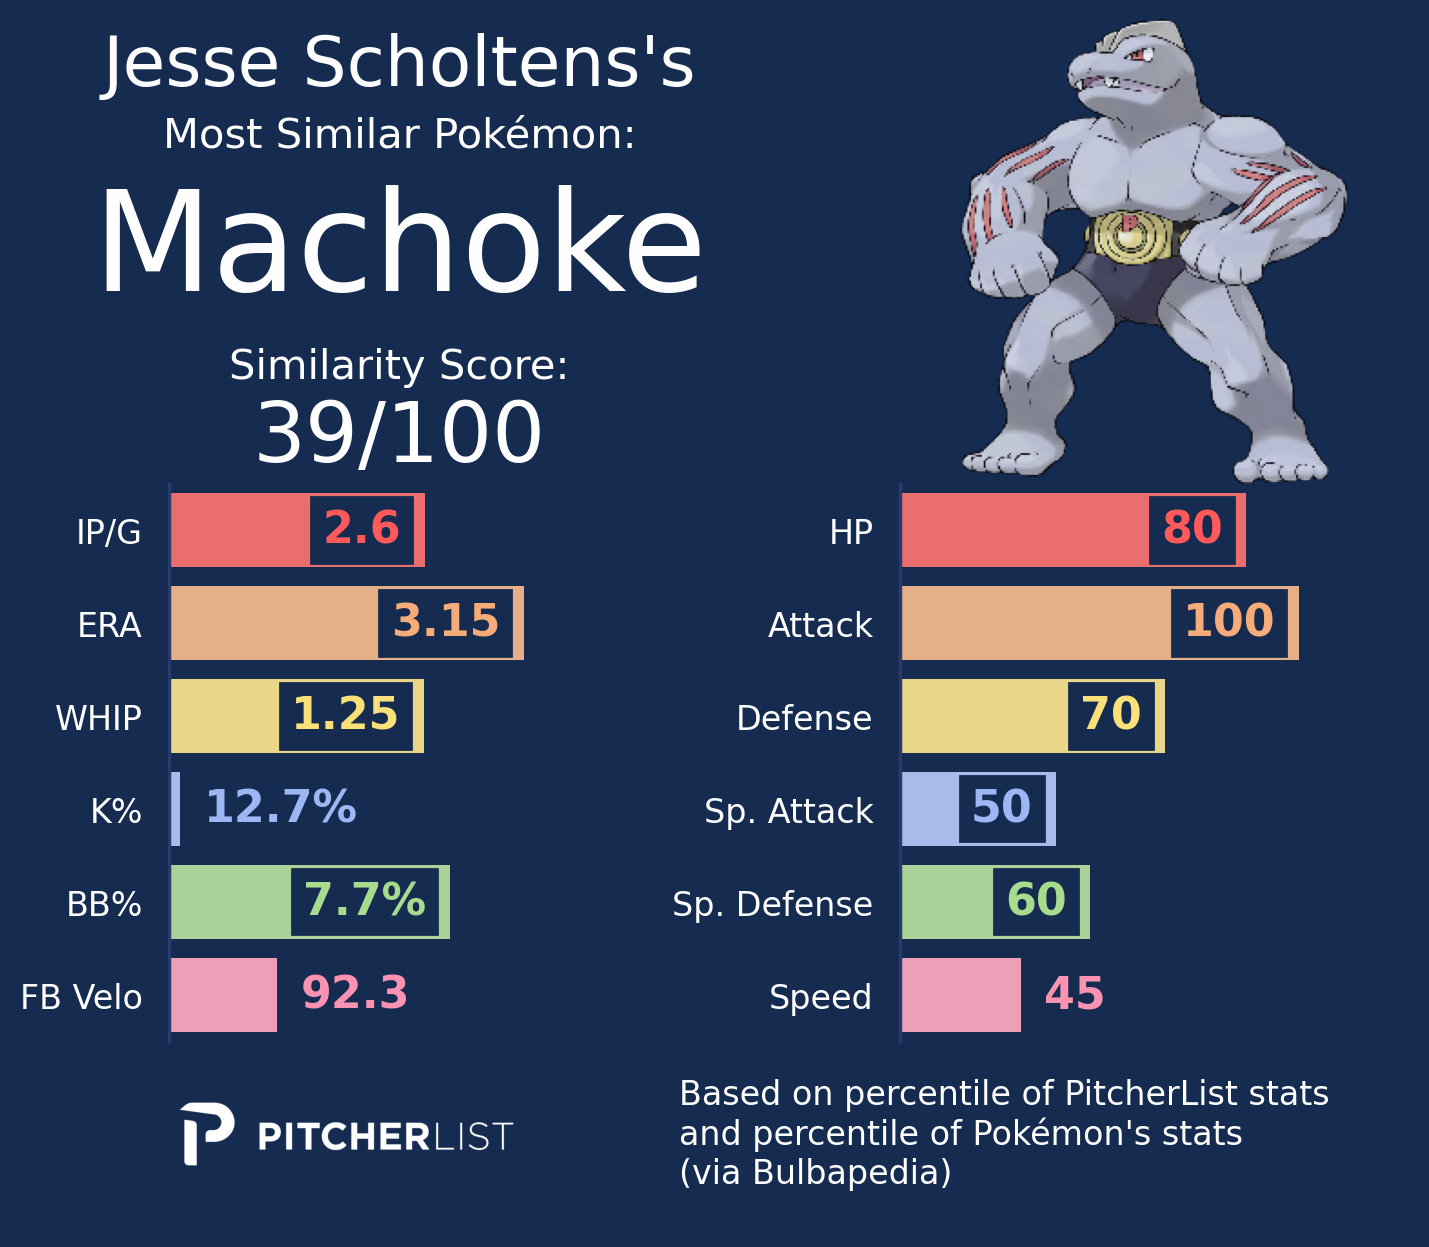 Jesse Scholtens's
Most Similar Pokémon:
Machoke
Similarity Score:
39/100
IP/G 2.6
ERA 3.15
WHIP 1.25
K% 12.7%
BB% 7.7%
FB Velo 92.3
HP 80
Attack 100
Defense 70
Sp. Attack 50
Sp. Defense 60
Speed 45
PITCHERLIST
Based on percentile of PitcherList stats
and percentile of Pokémon's stats
(via Bulbapedia)